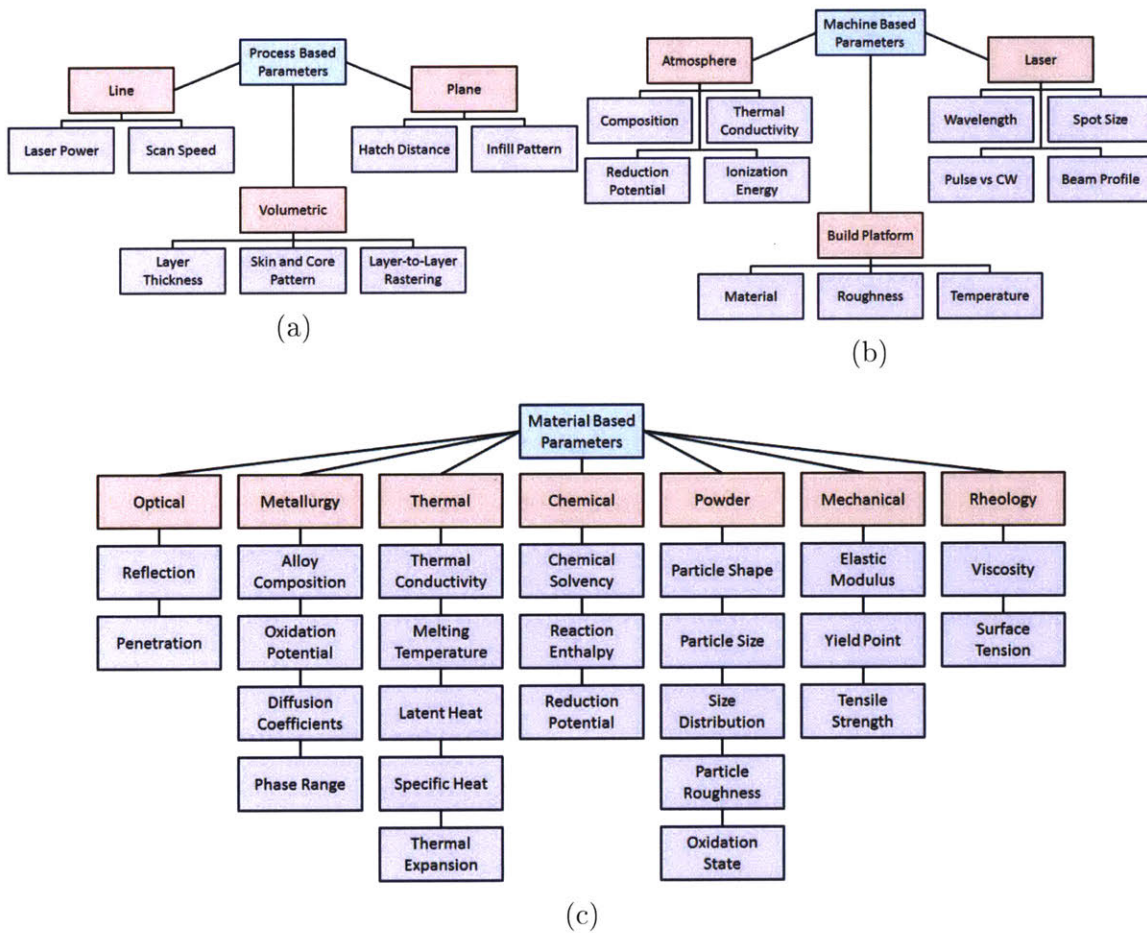 Process Based
Parameters
Line
Plane
Laser Power
Scan Speed
Hatch Distance
Infill Pattern
Volumetric
Layer
Thickness
Skin and Core
Pattern
Layer-to-Layer
Rastering
(a)
Machine Based
Parameters
Atmosphere
Laser
Composition
Thermal
Conductivity
Wavelength
Spot Size
Reduction
Potential
Ionization
Energy
Pulse vs CW
Beam Profile
Build Platform
Material
Roughness
Temperature
(b)
Material Based
Parameters
Optical
Metallurgy
Thermal
Chemical
Powder
Mechanical
Rheology
Reflection
Alloy
Composition
Thermal
Conductivity
Chemical
Solvency
Particle Shape
Elastic
Modulus
Viscosity
Penetration
Oxidation
Potential
Melting
Temperature
Reaction
Enthalpy
Particle Size
Yield Point
Surface
Tension
Diffusion
Coefficients
Latent Heat
Reduction
Potential
Size
Distribution
Tensile
Strength
Phase Range
Specific Heat
Particle
Roughness
Thermal
Expansion
Oxidation
State
(c)